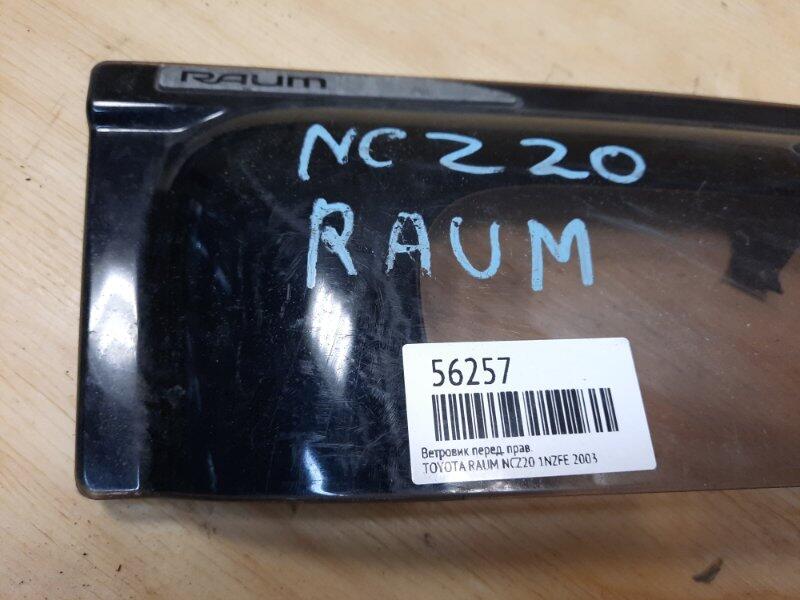 RAUM
NCZ20
RAUM
56257
Ветровик перед. прав.
TOYOTA RAUM NCZ20 1NZFE 2003